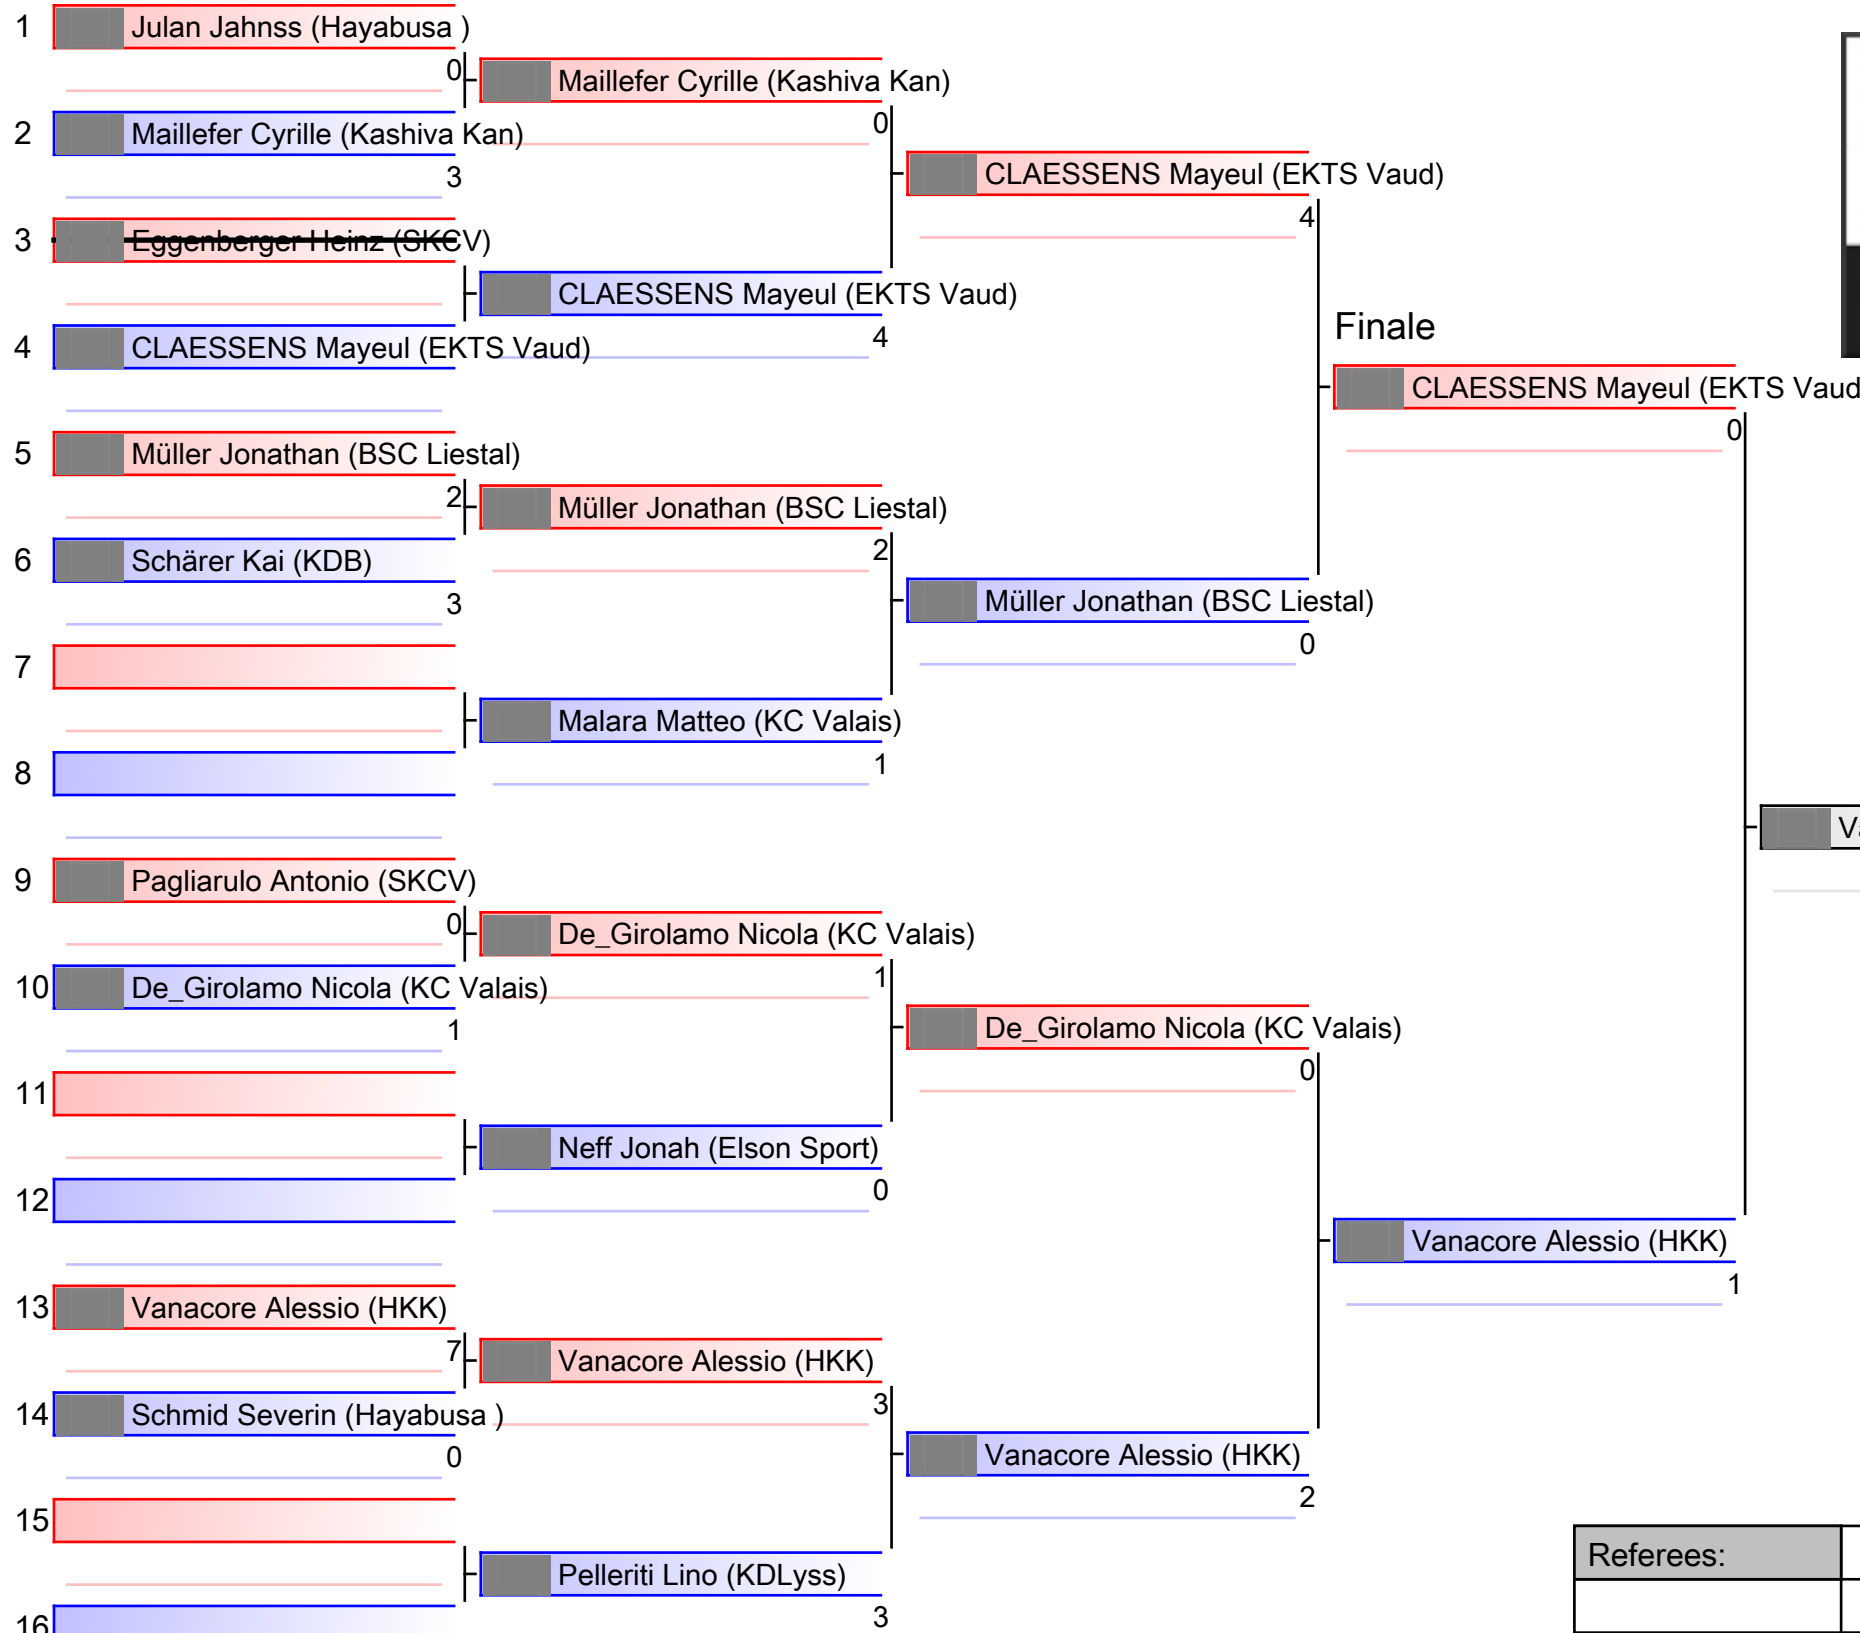 1 Julan Jahnss (Hayabusa )
0
2 Maillefer Cyrille (Kashiva Kan)
3
3 Eggenberger Heinz (SKCV)
4 CLAESSENS Mayeul (EKTS Vaud)
5 Müller Jonathan (BSC Liestal)
2
6 Schärer Kai (KDB)
3
7
8
9 Pagliarulo Antonio (SKCV)
0
10 De_Girolamo Nicola (KC Valais)
1
11
12
13 Vanacore Alessio (HKK)
7
14 Schmid Severin (Hayabusa )
0
15
16
Maillefer Cyrille (Kashiva Kan)
0
CLAESSENS Mayeul (EKTS Vaud)
4
Müller Jonathan (BSC Liestal)
2
Malara Matteo (KC Valais)
1
De_Girolamo Nicola (KC Valais)
1
Neff Jonah (Elson Sport)
0
Vanacore Alessio (HKK)
3
Pelleriti Lino (KDLyss)
3
CLAESSENS Mayeul (EKTS Vaud)
4
Müller Jonathan (BSC Liestal)
0
De_Girolamo Nicola (KC Valais)
0
Vanacore Alessio (HKK)
2
Finale
CLAESSENS Mayeul (EKTS Vaud
0
Vanacore Alessio (HKK)
1
Referees: